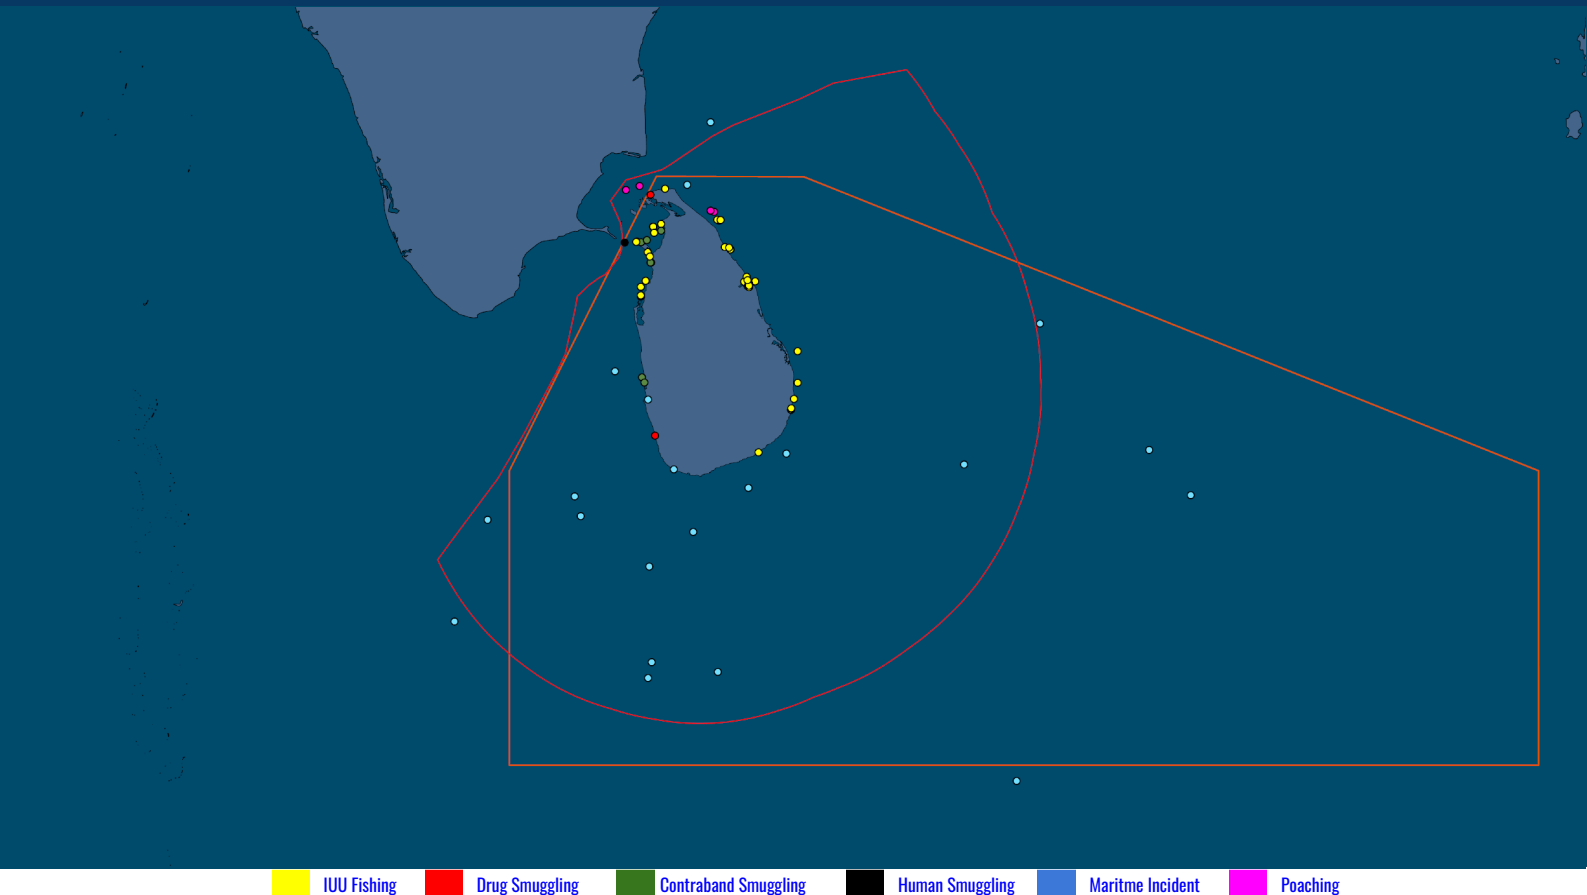 IUU Fishing
Drug Smuggling
Contraband Smuggling
Human Smuggling
Maritme Incident
Poaching